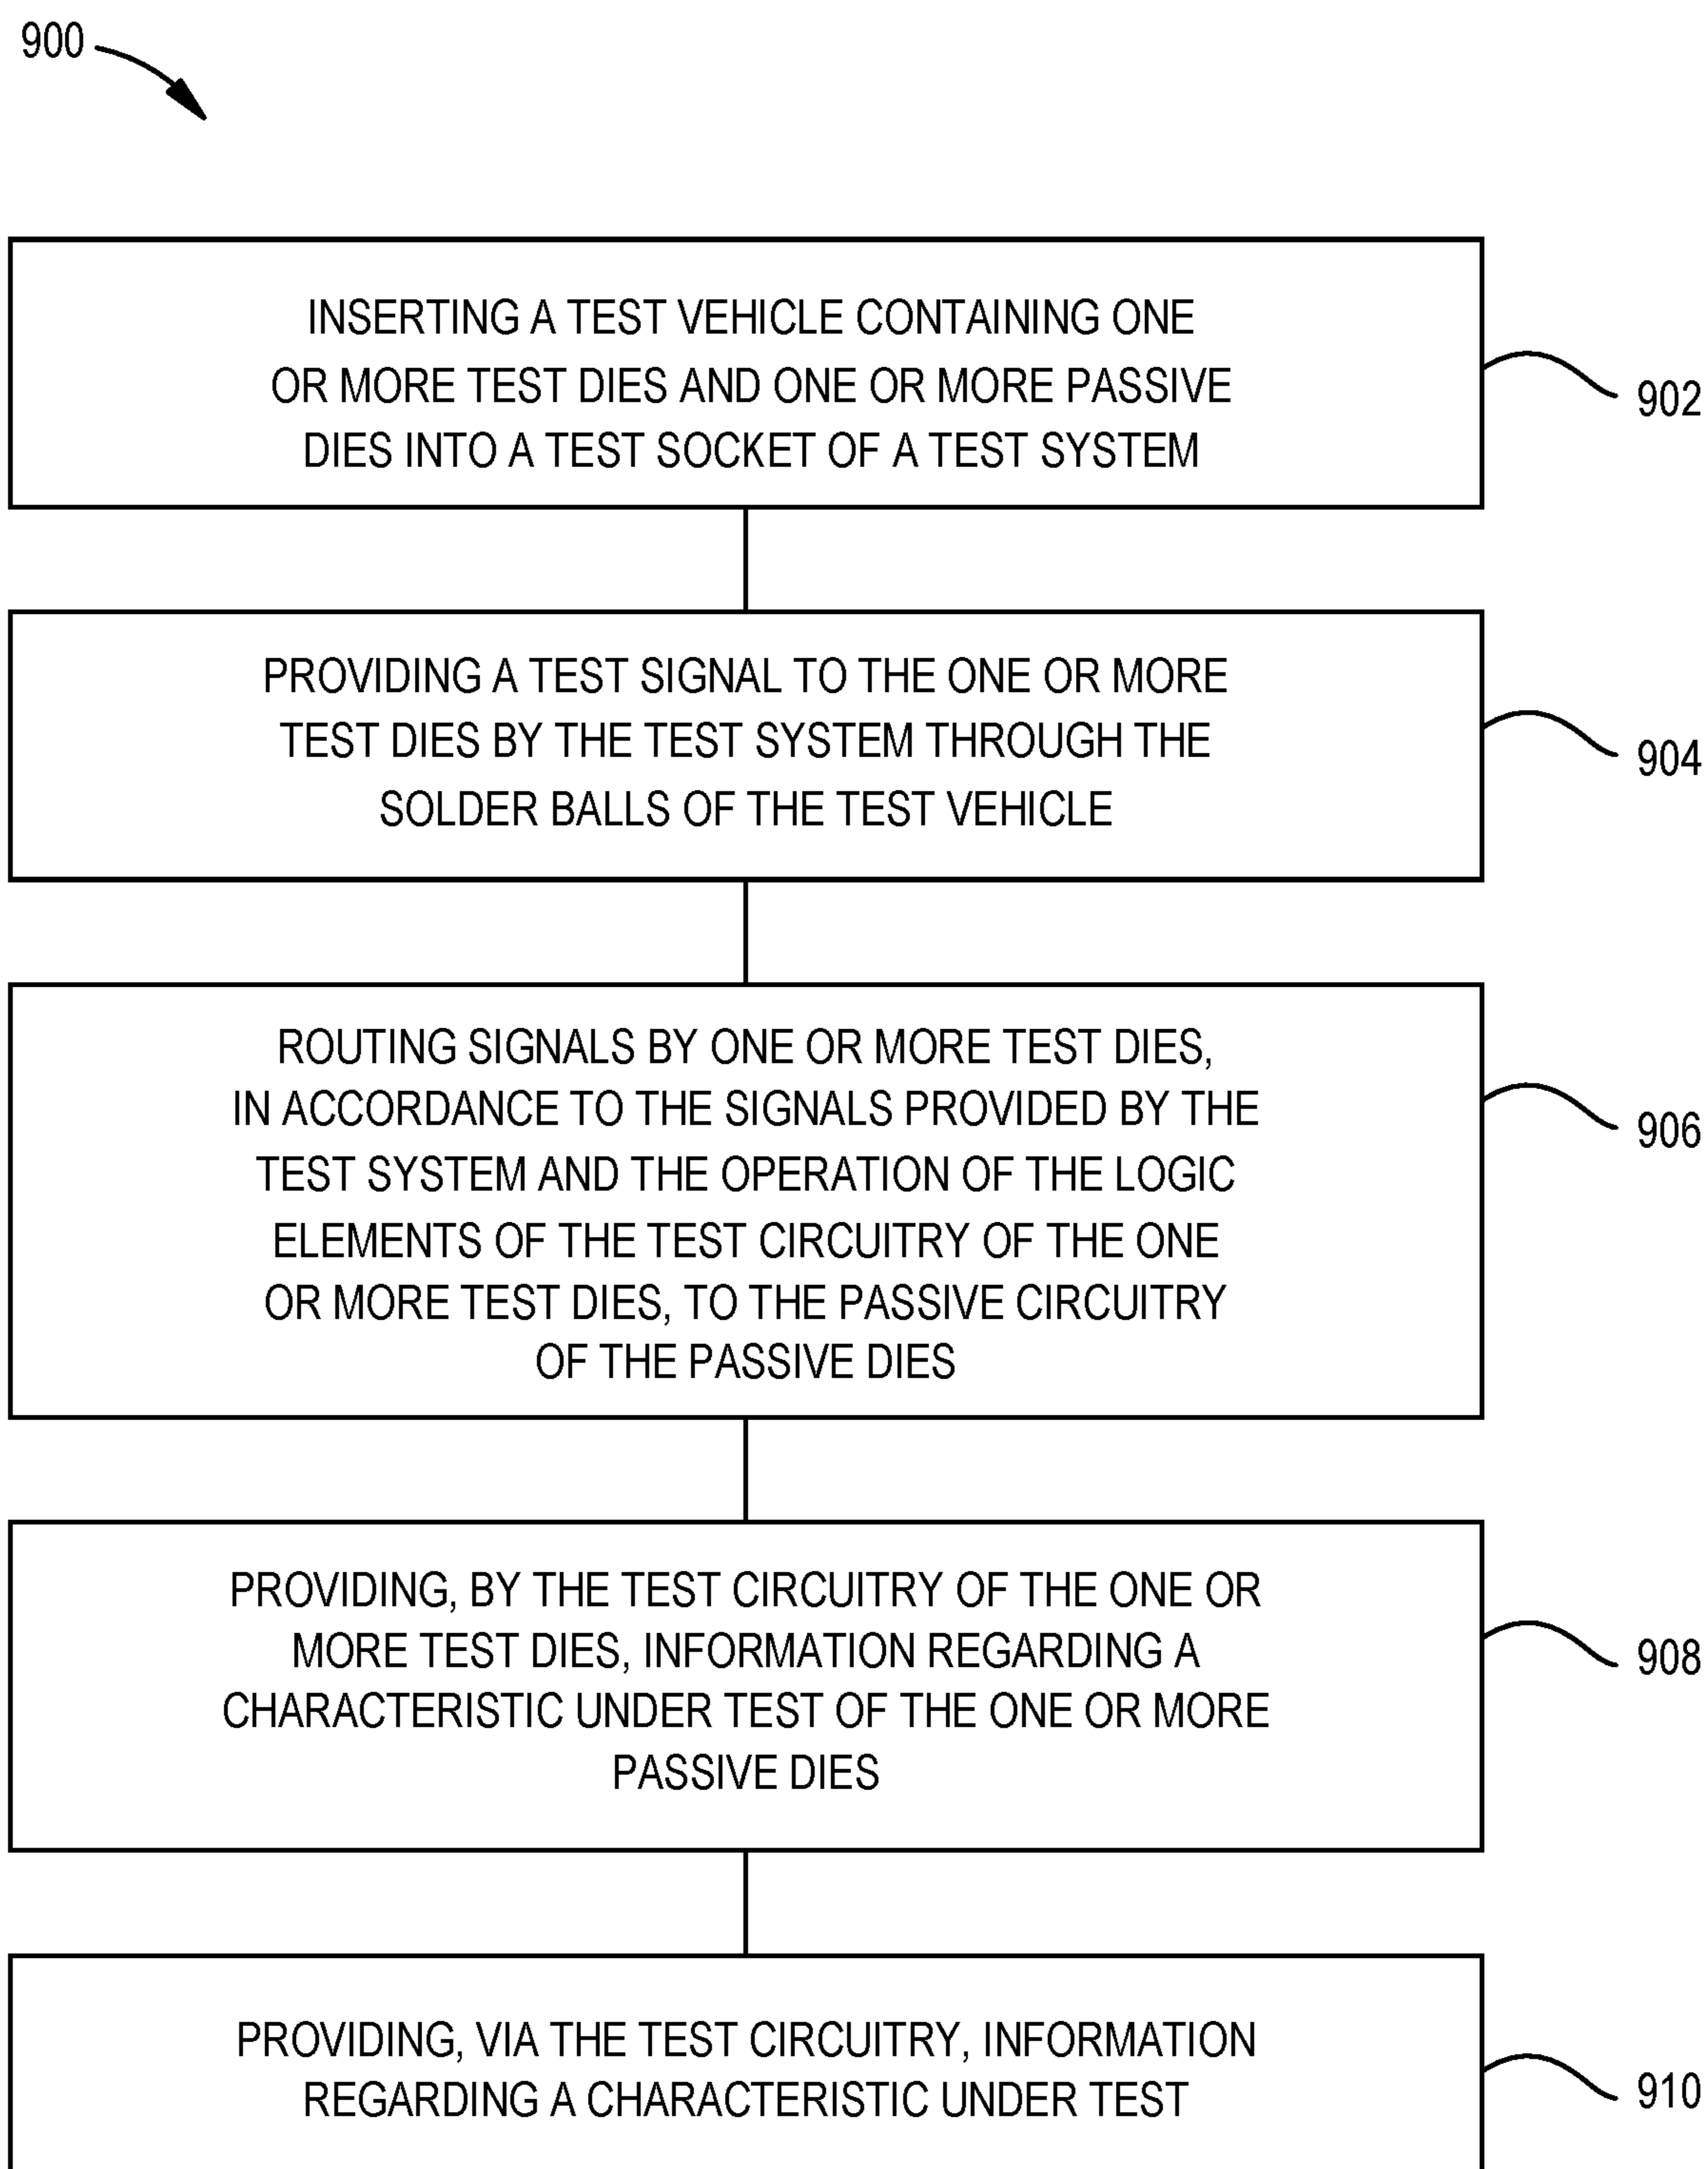 900
INSERTING A TEST VEHICLE CONTAINING ONE
OR MORE TEST DIES AND ONE OR MORE PASSIVE
DIES INTO A TEST SOCKET OF A TEST SYSTEM
902
PROVIDING A TEST SIGNAL TO THE ONE OR MORE
TEST DIES BY THE TEST SYSTEM THROUGH THE
SOLDER BALLS OF THE TEST VEHICLE
904
ROUTING SIGNALS BY ONE OR MORE TEST DIES,
IN ACCORDANCE TO THE SIGNALS PROVIDED BY THE
TEST SYSTEM AND THE OPERATION OF THE LOGIC
ELEMENTS OF THE TEST CIRCUITRY OF THE ONE
OR MORE TEST DIES, TO THE PASSIVE CIRCUITRY
OF THE PASSIVE DIES
906
PROVIDING, BY THE TEST CIRCUITRY OF THE ONE OR
MORE TEST DIES, INFORMATION REGARDING A
CHARACTERISTIC UNDER TEST OF THE ONE OR MORE
PASSIVE DIES
908
PROVIDING, VIA THE TEST CIRCUITRY, INFORMATION
REGARDING A CHARACTERISTIC UNDER TEST
910